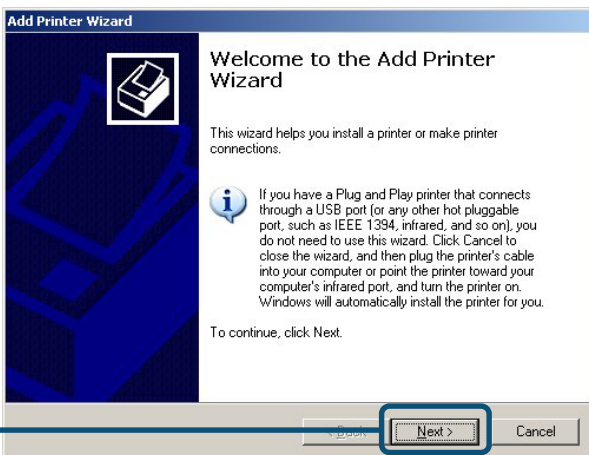 Add Printer Wizard
Welcome to the Add Printer
Wizard
This wizard helps you install a printer or make printer
connections.
If you have a Plug and Play printer that connects
through a USB port (or any other hot pluggable
port, such as IEEE 1394, infrared, and so on), you
do not need to use this wizard. Click Cancel to
close the wizard, and then plug the printer's cable
into your computer or point the printer toward your
computer's infrared port, and turn the printer on.
Windows will automatically install the printer for you.
To continue, click Next.
< Back Next > Cancel